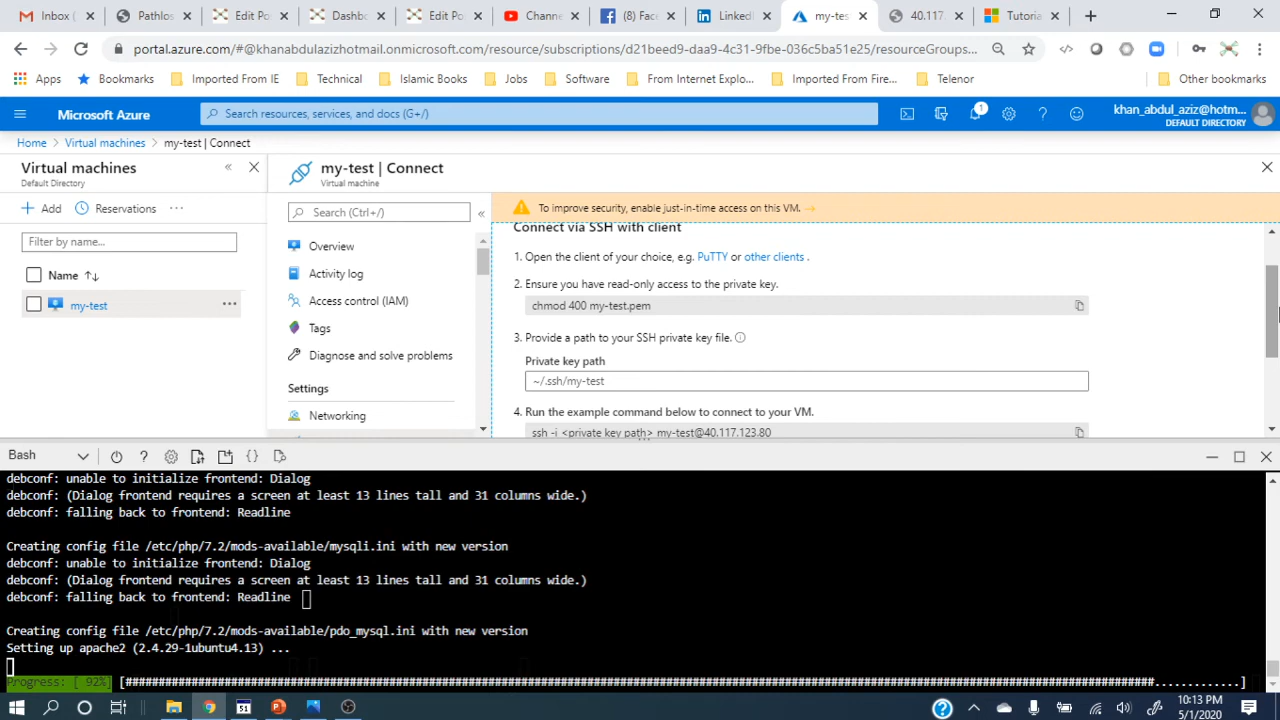 Inbox (
Pathlos
Edit Po
Dashbo
Edit Po
Channe
(8) Face
LinkedI
my-tes
40.117
Tutoria
portal.azure.com/#@khanabdulazizhotmail.onmicrosoft.com/resource/subscriptions/d21beed9-daa9-4c31-9fbe-036c5ba51e25/resourceGroups...
Apps
Bookmarks
Imported From IE
Technical
Islamic Books
Jobs
Software
From Internet Explo...
Imported From Fire...
Telenor
Other bookmarks
Microsoft Azure
Search resources, services, and docs (G+/)
1
khan_abdul_aziz@hotm...
DEFAULT DIRECTORY
Home
Virtual machines
my-test | Connect
Virtual machines
Default Directory
Add
Reservations
Filter by name...
Name
my-test
my-test | Connect
Virtual machine
Search (Ctrl+/)
Overview
Activity log
Access control (IAM)
Tags
Diagnose and solve problems
Settings
Networking
To improve security, enable just-in-time access on this VM. →
Connect via SSH with client
1. Open the client of your choice, e.g. PuTTY or other clients .
2. Ensure you have read-only access to the private key.
chmod 400 my-test.pem
3. Provide a path to your SSH private key file.
Private key path
~/.ssh/my-test
4. Run the example command below to connect to your VM.
ssh -i <private key path> my-test@40.117.123.80
Bash
debconf: unable to initialize frontend: Dialog
debconf: (Dialog frontend requires a screen at least 13 lines tall and 31 columns wide.)
debconf: falling back to frontend: Readline
Creating config file /etc/php/7.2/mods-available/mysqli.ini with new version
debconf: unable to initialize frontend: Dialog
debconf: (Dialog frontend requires a screen at least 13 lines tall and 31 columns wide.)
debconf: falling back to frontend: Readline
Creating config file /etc/php/7.2/mods-available/pdo_mysql.ini with new version
Setting up apache2 (2.4.29-1ubuntu4.13) ...
Progress: [ 92%]
10:13 PM
5/1/2020